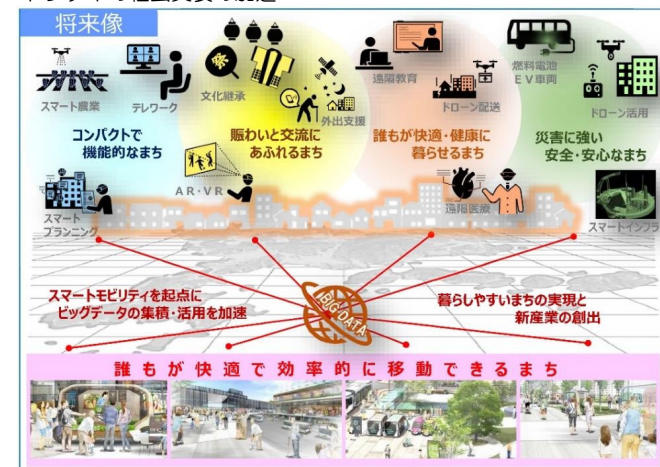 将来像
スマート農業
テレワーク
文化継承
祭
外出支援
遠隔教育
ドローン配送
燃料電池
EV車両
ドローン活用
コンパクトで
機能的なまち
賑わいと交流に
あふれるまち
誰もが快適・健康に
暮らせるまち
災害に強い
安全・安心なまち
スマート
プランニング
AR・VR
遠隔医療
スマートインフラ
スマートモビリティを起点に
ビッグデータの集積・活用を加速
BIG DATA
暮らしやすいまちの実現と
新産業の創出
誰もが快適で効率的に移動できるまち